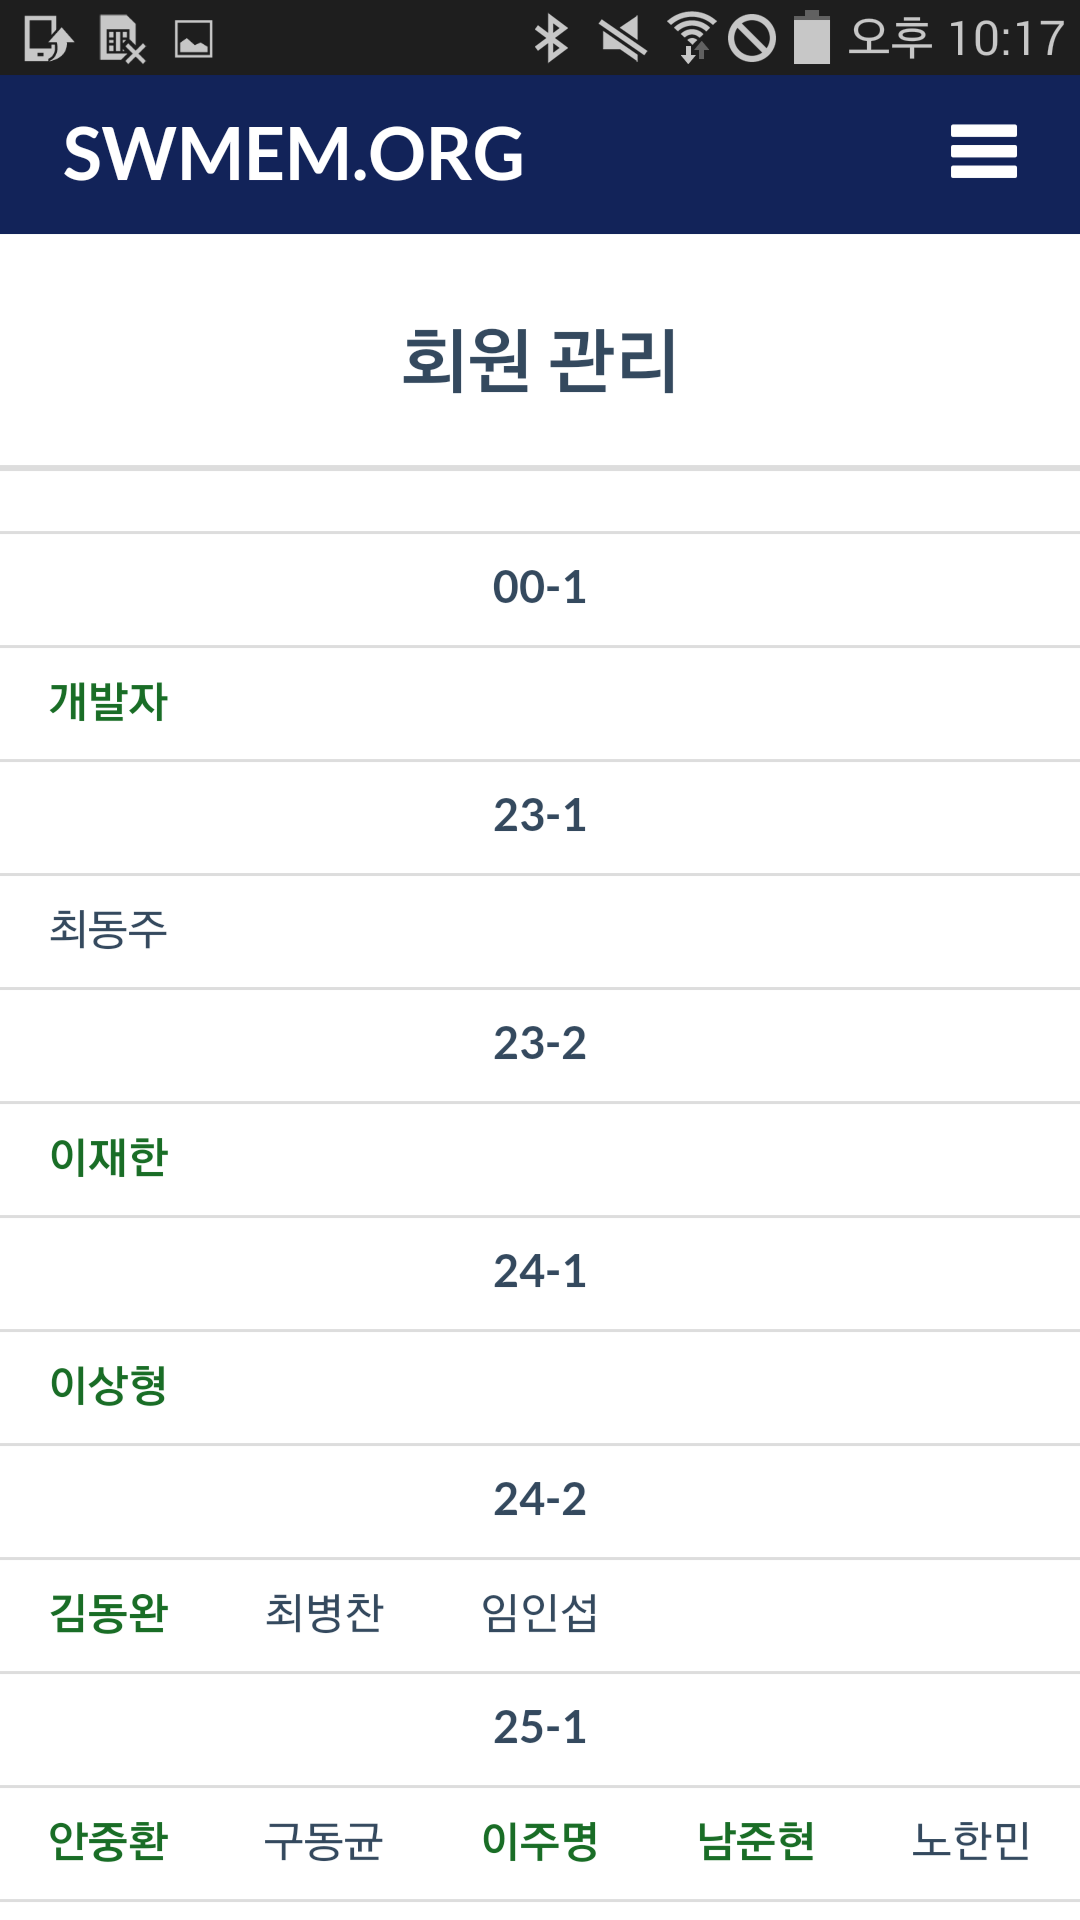 오후 10:17
SWMEM.ORG
회원 관리
00-1
개발자
23-1
최동주
23-2
이재한
24-1
이상형
24-2
김동완 최병찬 임인섭
25-1
안중환 구동균 이주명 남준현 노한민